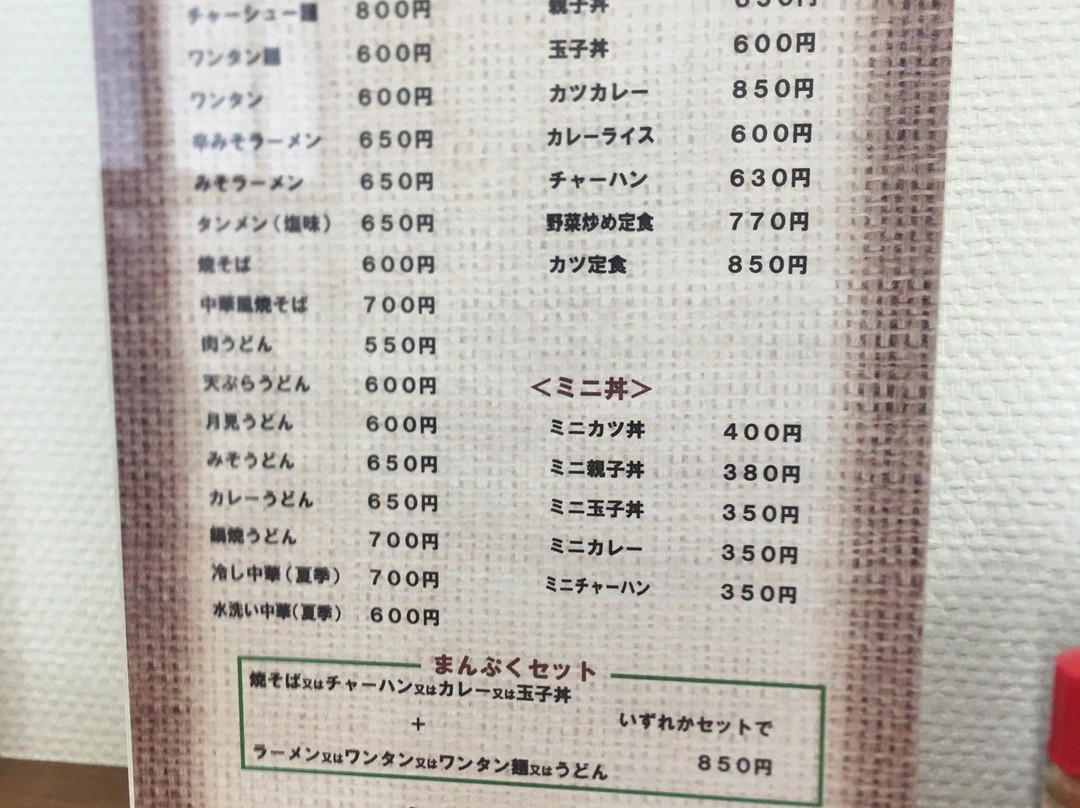 チャーシュー麺 800円
ワンタン麺 600円
ワンタン 600円
辛みそラーメン 650円
みそラーメン 650円
タンメン(塩味) 650円
焼そば 600円
中華風焼そば 700円
肉うどん 550円
天ぷらうどん 600円
月見うどん 600円
みそうどん 650円
カレーうどん 650円
鍋焼うどん 700円
冷し中華(夏季) 700円
水洗い中華(夏季) 600円
親子丼
玉子丼 600円
カツカレー 850円
カレーライス 600円
チャーハン 630円
野菜炒め定食 770円
カツ定食 850円
＜ミニ丼＞
ミニカツ丼 400円
ミニ親子丼 380円
ミニ玉子丼 350円
ミニカレー 350円
ミニチャーハン 350円
まんぷくセット
焼そば又はチャーハン又はカレー又は玉子丼
＋
ラーメン又はワンタン又はワンタン麺又はうどん
いずれかセットで
850円